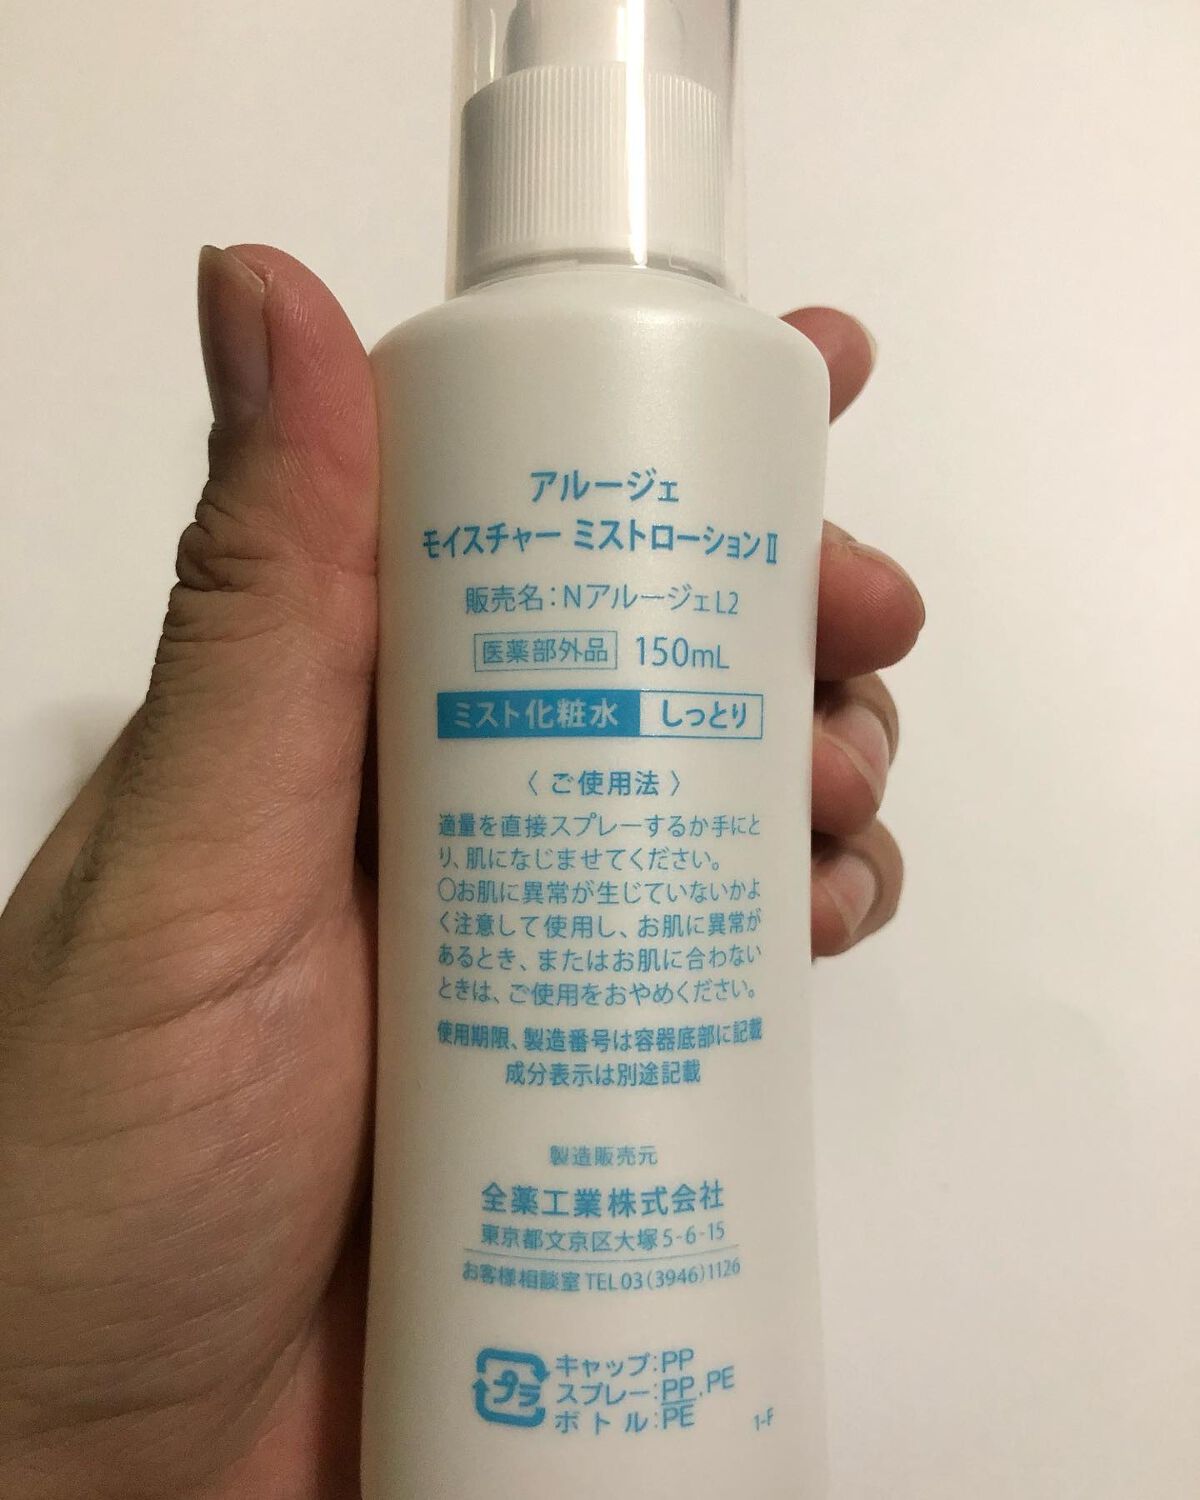 アルージェ
モイスチャー ミストローションⅡ
販売名:NアルージェL2
医薬部外品 150mL
ミスト化粧水 しっとり
〈 ご使用法 〉
適量を直接スプレーするか手にと
り、肌になじませてください。
○お肌に異常が生じていないかよ
く注意して使用し、お肌に異常が
あるとき、またはお肌に合わない
ときは、ご使用をおやめください。
使用期限、製造番号は容器底部に記載
成分表示は別途記載
製造販売元
全薬工業株式会社
東京都文京区大塚5-6-15
お客様相談室 TEL 03(3946)1126
プラ
キャップ:PP
スプレー:PP,PE
ボトル:PE
1-F